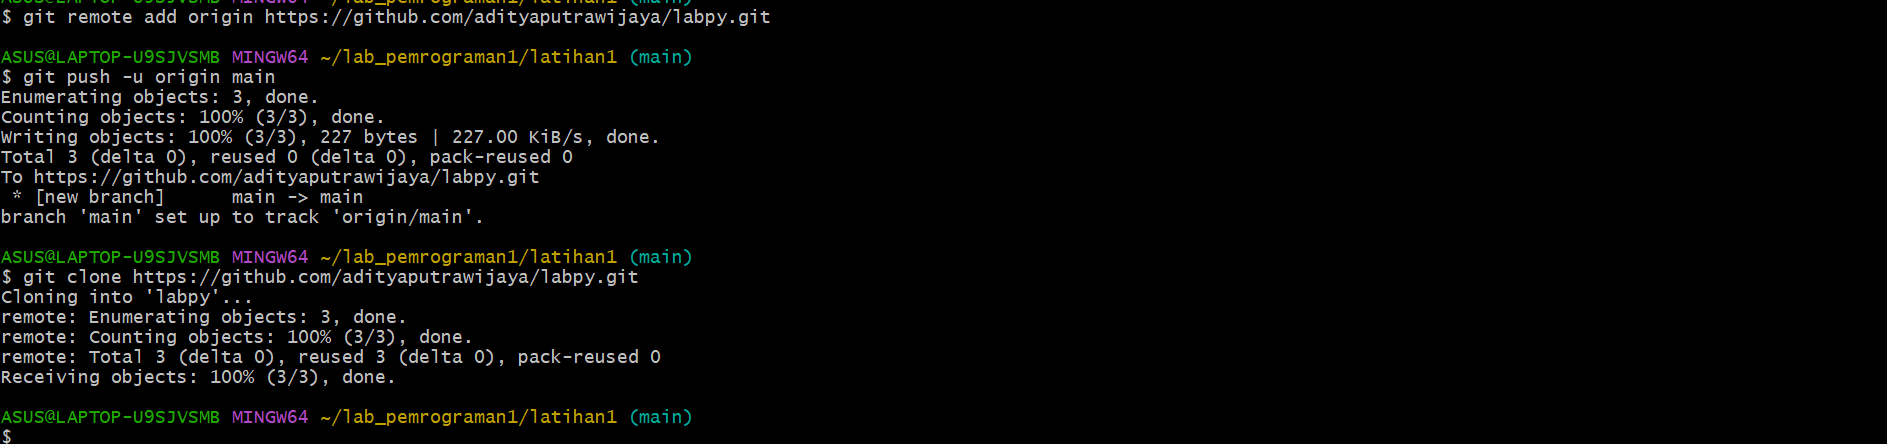 $ git remote add origin https://github.com/adityaputrawijaya/labpy.git
ASUS@LAPTOP-U9SJVSMB MINGW64 ~/lab_pemrograman1/latihan1 (main)
$ git push -u origin main
Enumerating objects: 3, done.
Counting objects: 100% (3/3), done.
Writing objects: 100% (3/3), 227 bytes | 227.00 KiB/s, done.
Total 3 (delta 0), reused 0 (delta 0), pack-reused 0
To https://github.com/adityaputrawijaya/labpy.git
 * [new branch]      main -> main
branch 'main' set up to track 'origin/main'.
ASUS@LAPTOP-U9SJVSMB MINGW64 ~/lab_pemrograman1/latihan1 (main)
$ git clone https://github.com/adityaputrawijaya/labpy.git
Cloning into 'labpy'...
remote: Enumerating objects: 3, done.
remote: Counting objects: 100% (3/3), done.
remote: Total 3 (delta 0), reused 3 (delta 0), pack-reused 0
Receiving objects: 100% (3/3), done.
ASUS@LAPTOP-U9SJVSMB MINGW64 ~/lab_pemrograman1/latihan1 (main)
$